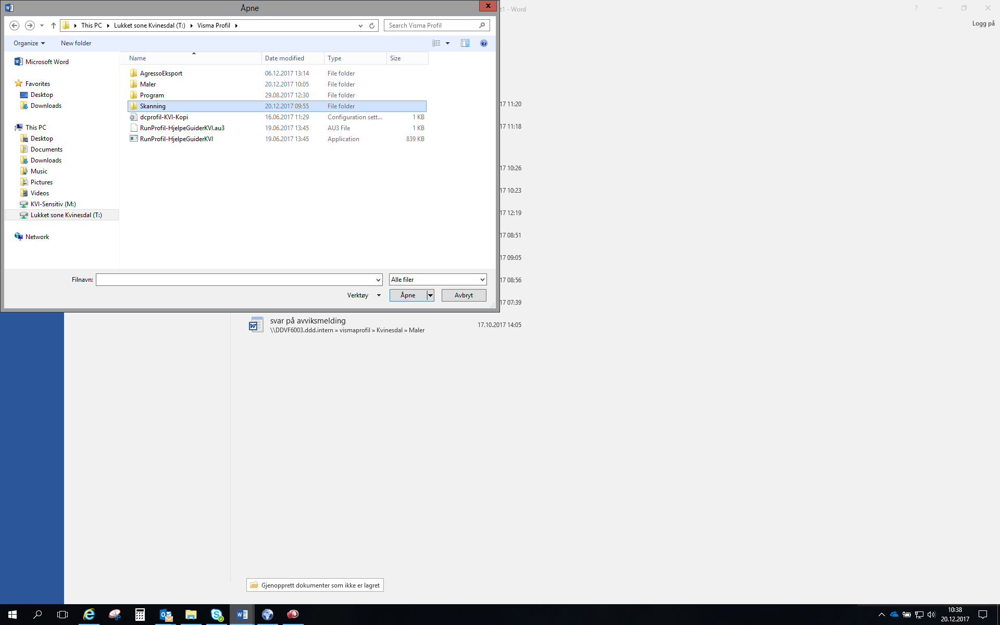 Åpne
t1 - Word
Logg på
This PC
Lukket sone Kvinesdal (T:)
Visma Profil
Search Visma Profil
Organize
New folder
Name
Date modified
Type
Size
Microsoft Word
Favorites
Desktop
Downloads
This PC
Desktop
Documents
Downloads
Music
Pictures
Videos
KVI-Sensitiv (M:)
Lukket sone Kvinesdal (T:)
Network
AgressoEksport 06.12.2017 13:14 File folder
Maler 20.12.2017 10:05 File folder
Program 29.08.2017 12:30 File folder
Skanning 20.12.2017 09:55 File folder
dcprofil-KVI-Kopi 16.06.2017 11:29 Configuration sett... 1 KB
RunProfil-HjelpeGuiderKVI.au3 19.06.2017 13:45 AU3 File 1 KB
RunProfil-HjelpeGuiderKVI 19.06.2017 13:45 Application 839 KB
Filnavn:
Alle filer
Verktøy
Åpne
Avbryt
17 11:20
17 11:18
17 10:26
17 10:23
17 12:19
17 08:51
17 09:05
17 08:56
17 07:39
svar på avviksmelding
\\DDVF6003.ddd.intern » vismaprofil » Kvinesdal » Maler
17.10.2017 14:05
Gjenopprett dokumenter som ikke er lagret
10:38
20.12.2017